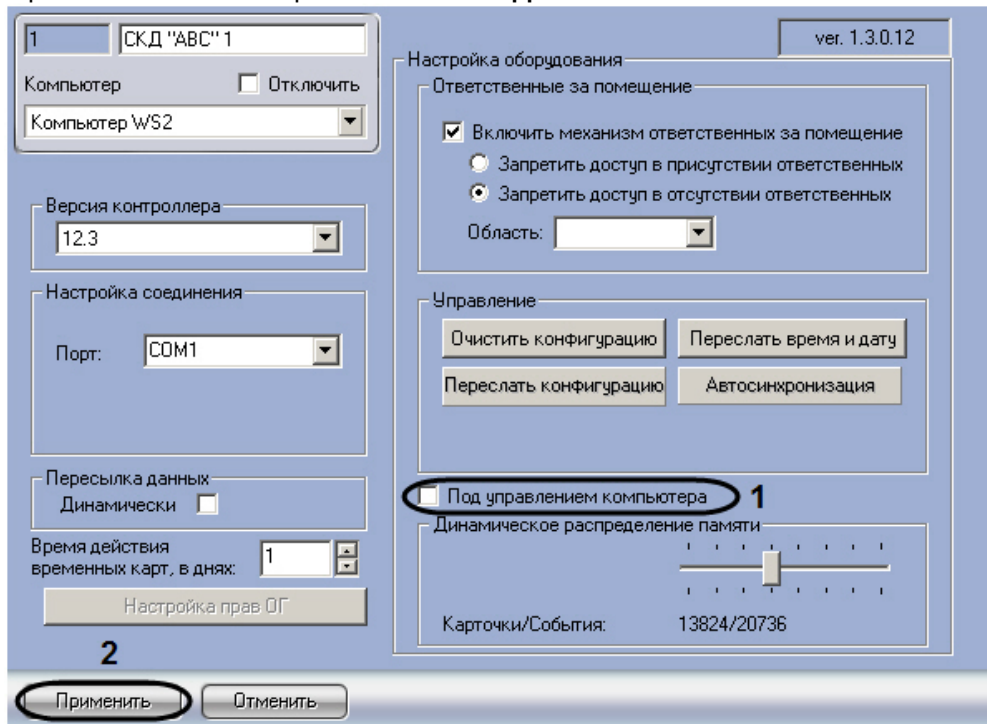 1 СКД "АВС" 1
Компьютер Отключить
Компьютер WS2
Версия контроллера
12.3
Настройка соединения
Порт: COM1
Пересылка данных
Динамически
Время действия
временных карт, в днях: 1
Настройка прав ОГ
2
Применить Отменить
ver. 1.3.0.12
Настройка оборудования
Ответственные за помещение
Включить механизм ответственных за помещение
Запретить доступ в присутствии ответственных
Запретить доступ в отсутствии ответственных
Область:
Управление
Очистить конфигурацию Переслать время и дату
Переслать конфигурацию Автосинхронизация
Под управлением компьютера 1
Динамическое распределение памяти
Карточки/События: 13824/20736